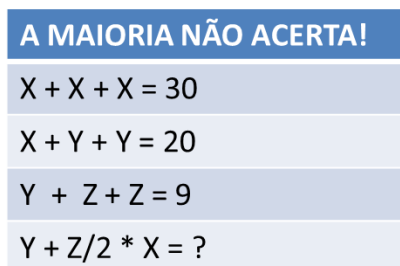 A MAIORIA NÃO ACERTA!
X + X + X = 30
X + Y + Y = 20
Y + Z + Z = 9
Y + Z/2 * X = ?